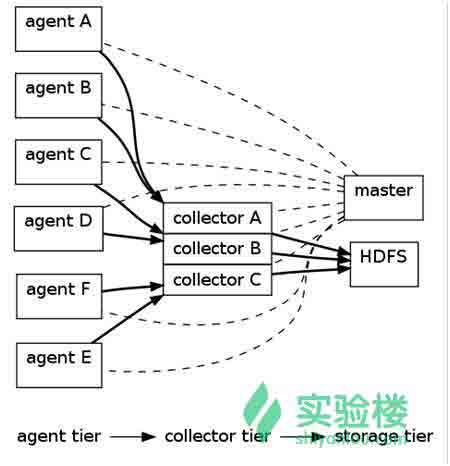 agent A
agent B
agent C
agent D
agent F
agent E
collector A
collector B
collector C
master
HDFS
实验楼
shiyanlou.com
agent tier
collector tier
storage tier